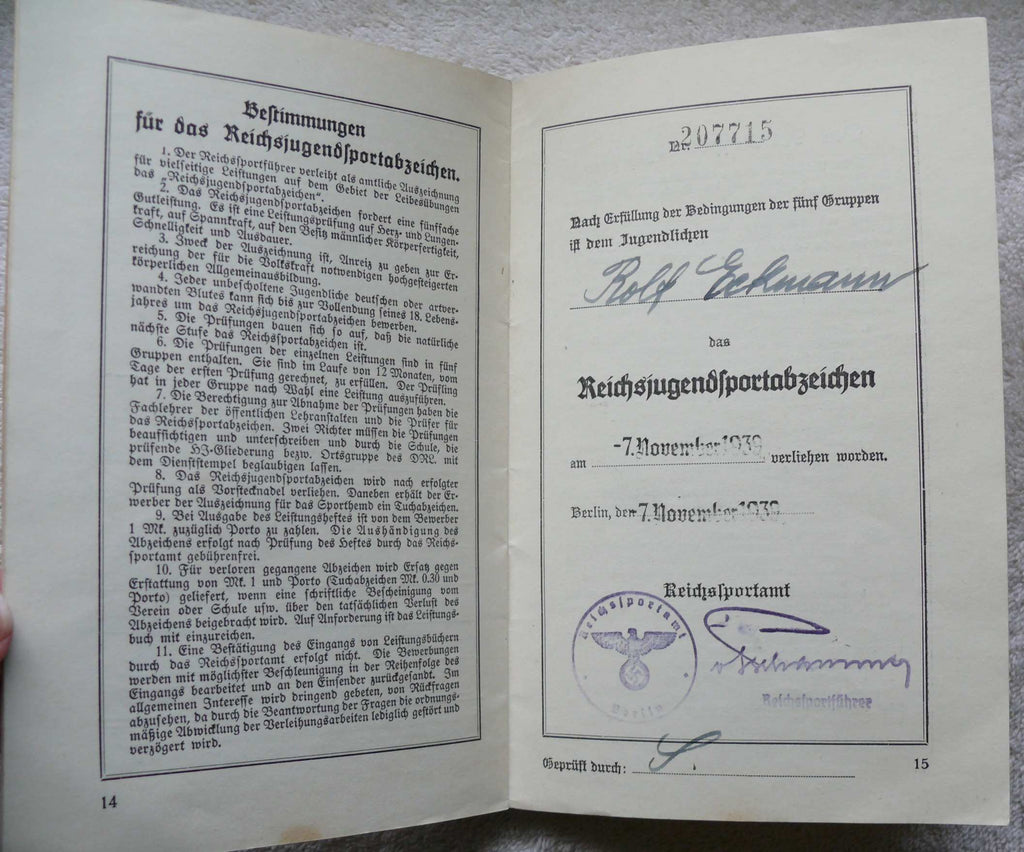 Bestimmungen
für das Reichsjugendsportabzeichen.
1. Der Reichssportführer verleiht als amtliche Auszeichnung
für vielseitige Leistungen auf dem Gebiet der Leibesübungen
das „Reichsjugendsportabzeichen“.
2. Das Reichsjugendsportabzeichen fordert eine fünffache
Gutleistung. Es ist eine Leistungsprüfung auf Herz- und Lungen-
kraft, auf Spannkraft, auf den Besitz männlicher Körperfertigkeit,
Schnelligkeit und Ausdauer.
3. Zweck der Auszeichnung ist, Anreiz zu geben zur Er-
reichung der für die Volkskraft notwendigen hochgesteigerten
körperlichen Allgemeinausbildung.
4. Jeder unbescholtene Jugendliche deutschen oder artver-
wandten Blutes kann sich bis zur Vollendung seines 18. Lebens-
jahres um das Reichsjugendsportabzeichen bewerben.
5. Die Prüfungen bauen sich so auf, daß die natürliche
nächste Stufe das Reichssportabzeichen ist.
6. Die Prüfungen der einzelnen Leistungen sind in fünf
Gruppen enthalten. Sie sind im Laufe von 12 Monaten, vom
Tage der ersten Prüfung gerechnet, zu erfüllen. Der Prüfling
hat in jeder Gruppe nach Wahl eine Leistung auszuführen.
7. Die Berechtigung zur Abnahme der Prüfungen haben die
Fachlehrer der öffentlichen Lehranstalten und die Prüfer für
das Reichssportabzeichen. Zwei Richter müssen die Prüfungen
beaufsichtigen und unterschreiben und durch die Schule, die
prüfende HJ-Gliederung bezw. Ortsgruppe des DRL. mit
dem Dienststempel beglaubigen lassen.
8. Das Reichsjugendsportabzeichen wird nach erfolgter
Prüfung als Vorstecknadel verliehen. Daneben erhält der Er-
werber der Auszeichnung für das Sporthemd ein Tuchabzeichen.
9. Bei Ausgabe des Leistungsheftes ist von dem Bewerber
1 Mk. zuzüglich Porto zu zahlen. Die Aushändigung des
Abzeichens erfolgt nach Prüfung des Heftes durch das Reichs-
sportamt gebührenfrei.
10. Für verloren gegangene Abzeichen wird Ersatz gegen
Erstattung von Mk. 1 und Porto (Tuchabzeichen Mk. 0.30 und
Porto) geliefert, wenn eine schriftliche Bescheinigung vom
Verein oder Schule usw. über den tatsächlichen Verlust des
Abzeichens beigebracht wird. Auf Anforderung ist das Leistungs-
buch mit einzureichen.
11. Eine Bestätigung des Eingangs von Leistungsbüchern
durch das Reichssportamt erfolgt nicht. Die Bewerbungen
werden mit möglichster Beschleunigung in der Reihenfolge des
Eingangs bearbeitet und an den Einsender zurückgesandt. Im
allgemeinen Interesse wird dringend gebeten, von Rückfragen
abzusehen, da durch die Beantwortung der Fragen die ordnungs-
mäßige Abwicklung der Verleihungsarbeiten lediglich gestört und
verzögert wird.
14
Nr. 207715
Nach Erfüllung der Bedingungen der fünf Gruppen
ist dem Jugendlichen
Rolf Eckmann
das
Reichsjugendsportabzeichen
am -7. November 1939 verliehen worden.
Berlin, den -7. November 1939
Reichssportamt
Reichssportamt
Berlin
v Tschammer
Reichssportführer
Geprüft durch: S.
15